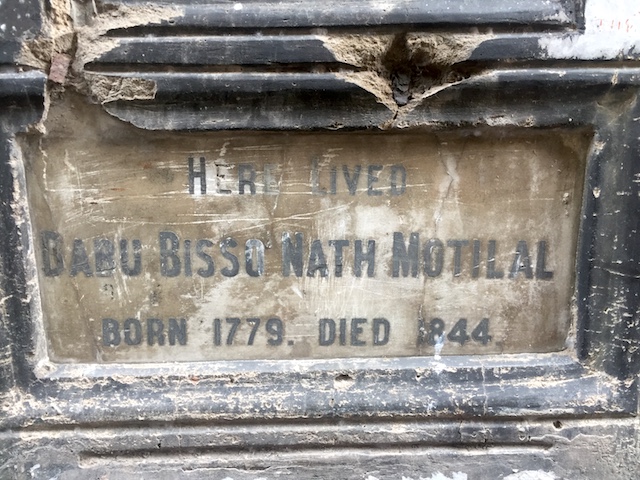 HERE LIVED
BABU BISSO NATH MOTILAL
BORN 1779. DIED 1844